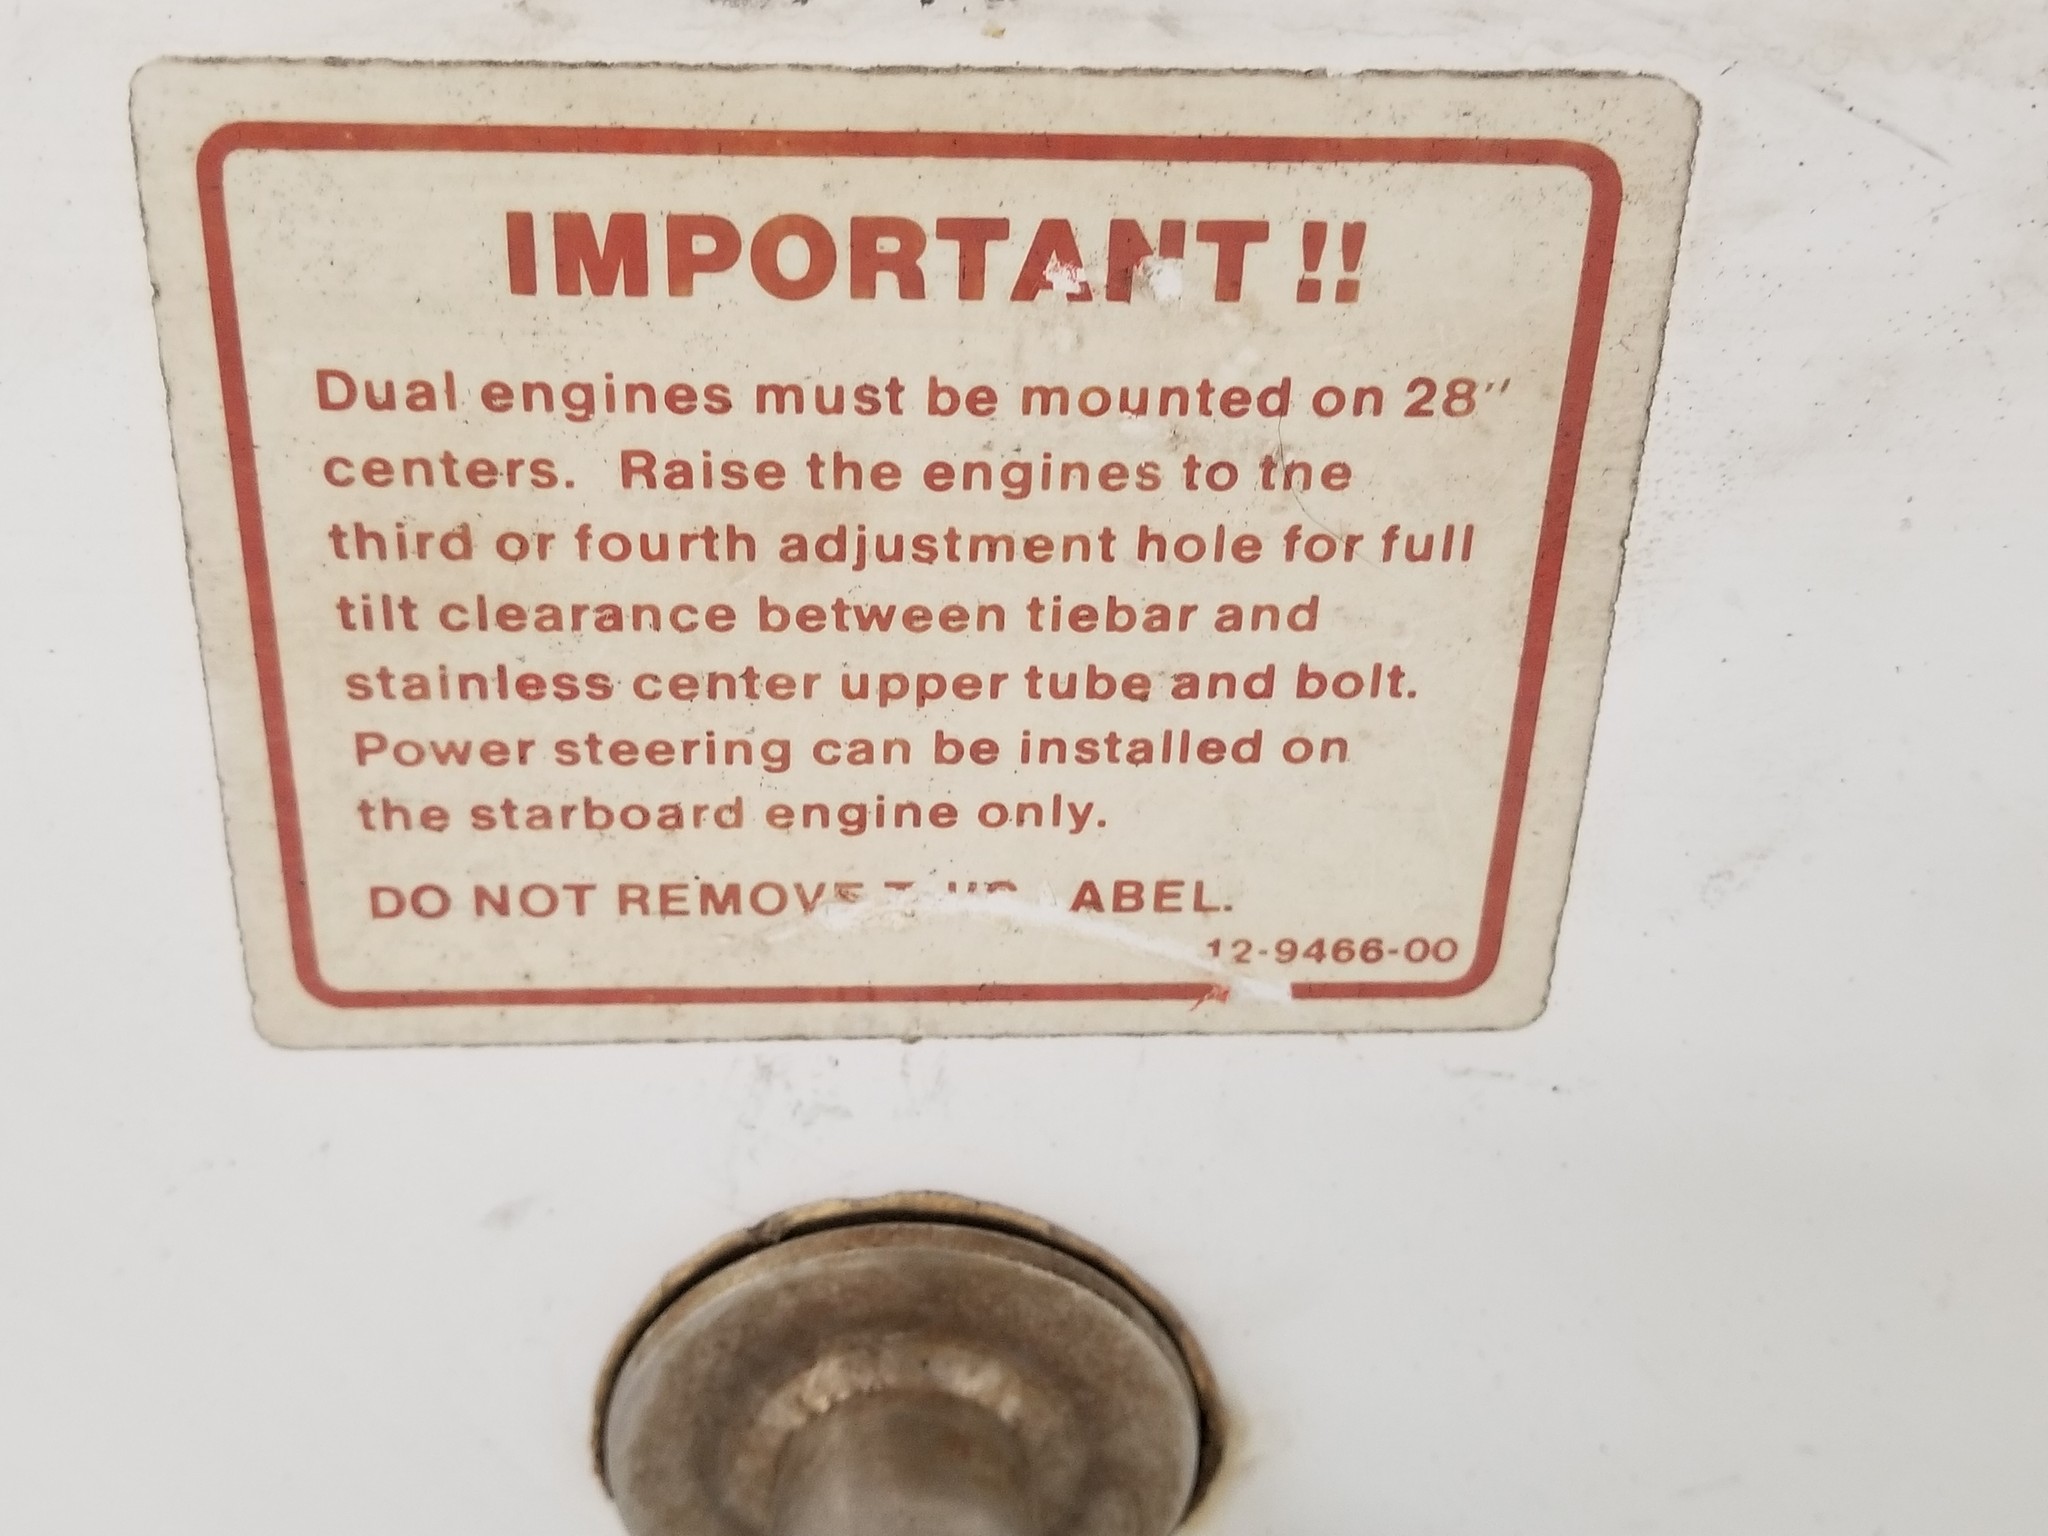 IMPORTANT!!
Dual engines must be mounted on 28"
centers. Raise the engines to the
third or fourth adjustment hole for full
tilt clearance between tiebar and
stainless center upper tube and bolt.
Power steering can be installed on
the starboard engine only.
DO NOT REMOVE THIS LABEL.
12-9466-00